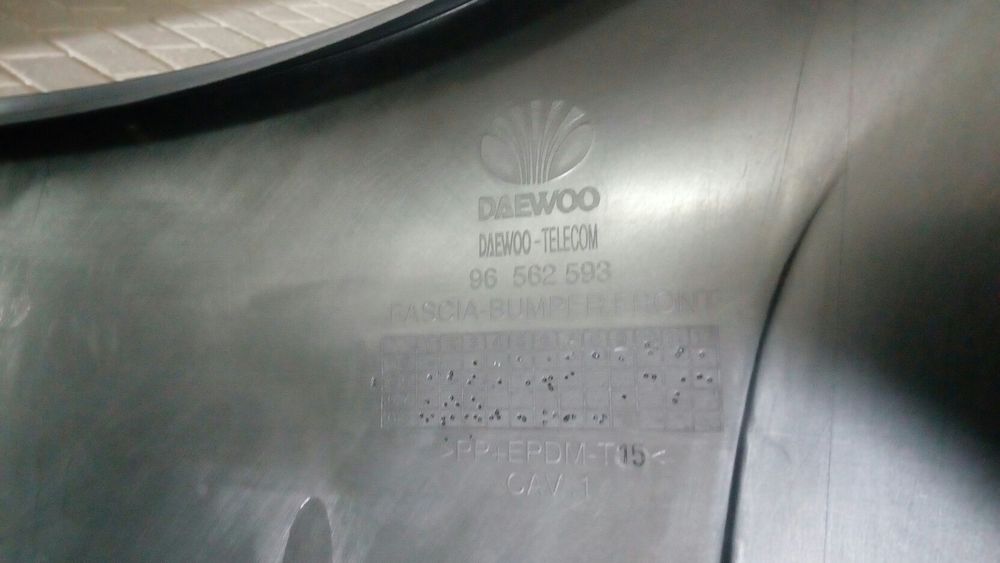 DAEWOO
DAEWOO-TELECOM
96 562 593
FASCIA-BUMPER.FRONT
>PP+EPDM-T15<
CAV 1